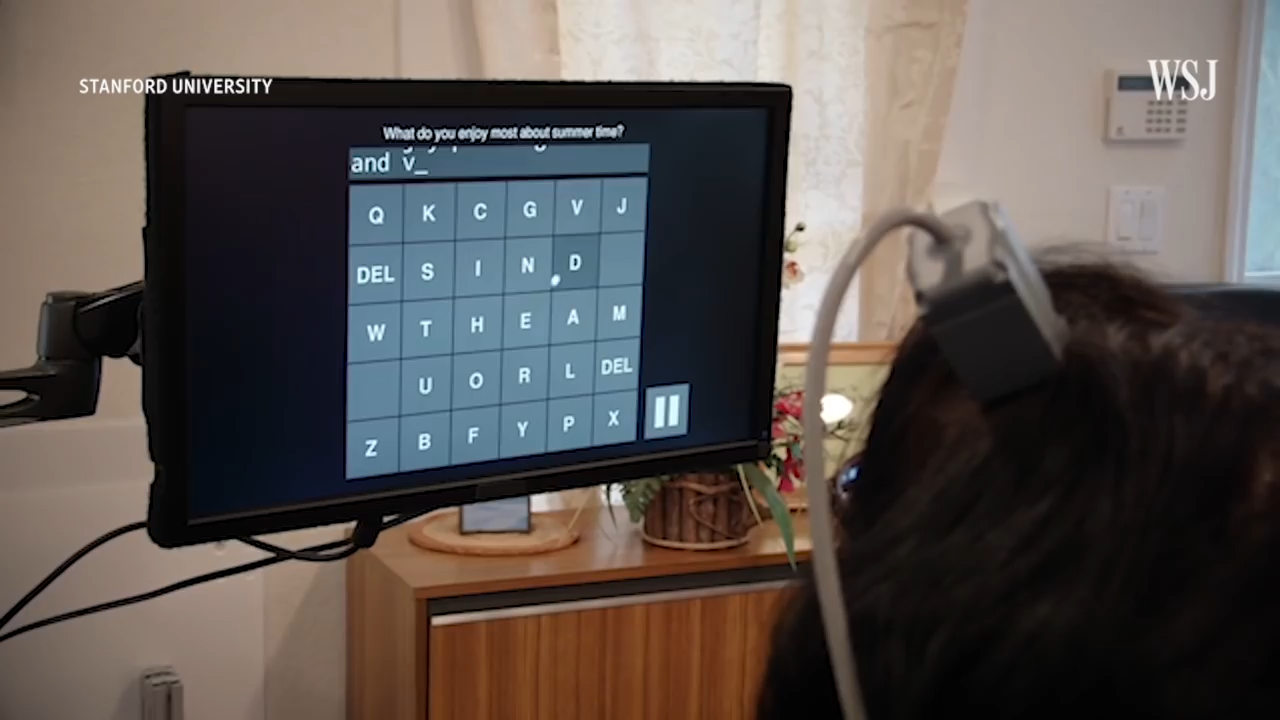 STANFORD UNIVERSITY
WSJ
What do you enjoy most about summer time?
and v_
Q K C G V J
DEL S I N D
W T H E A M
U O R L DEL
Z B F Y P X